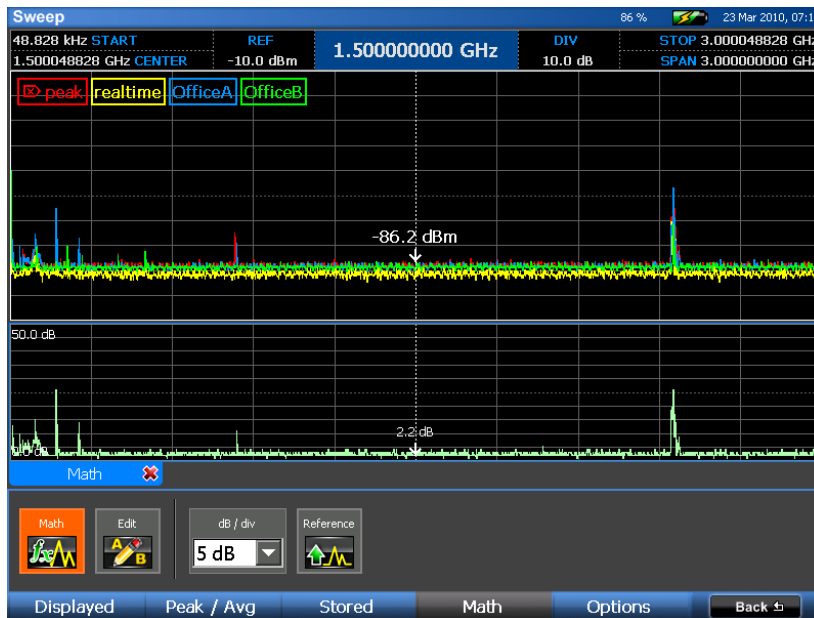 Sweep 86 % 23 Mar 2010, 07:1
48.828 kHz START REF 1.500000000 GHz DIV STOP 3.000048828 GHz
1.500048828 GHz CENTER -10.0 dBm 10.0 dB SPAN 3.000000000 GHz
peak realtime OfficeA OfficeB
-86.2 dBm
50.0 dB
2.2 dB
Math
Math Edit dB / div Reference
fx A B 5 dB
Displayed Peak / Avg Stored Math Options Back